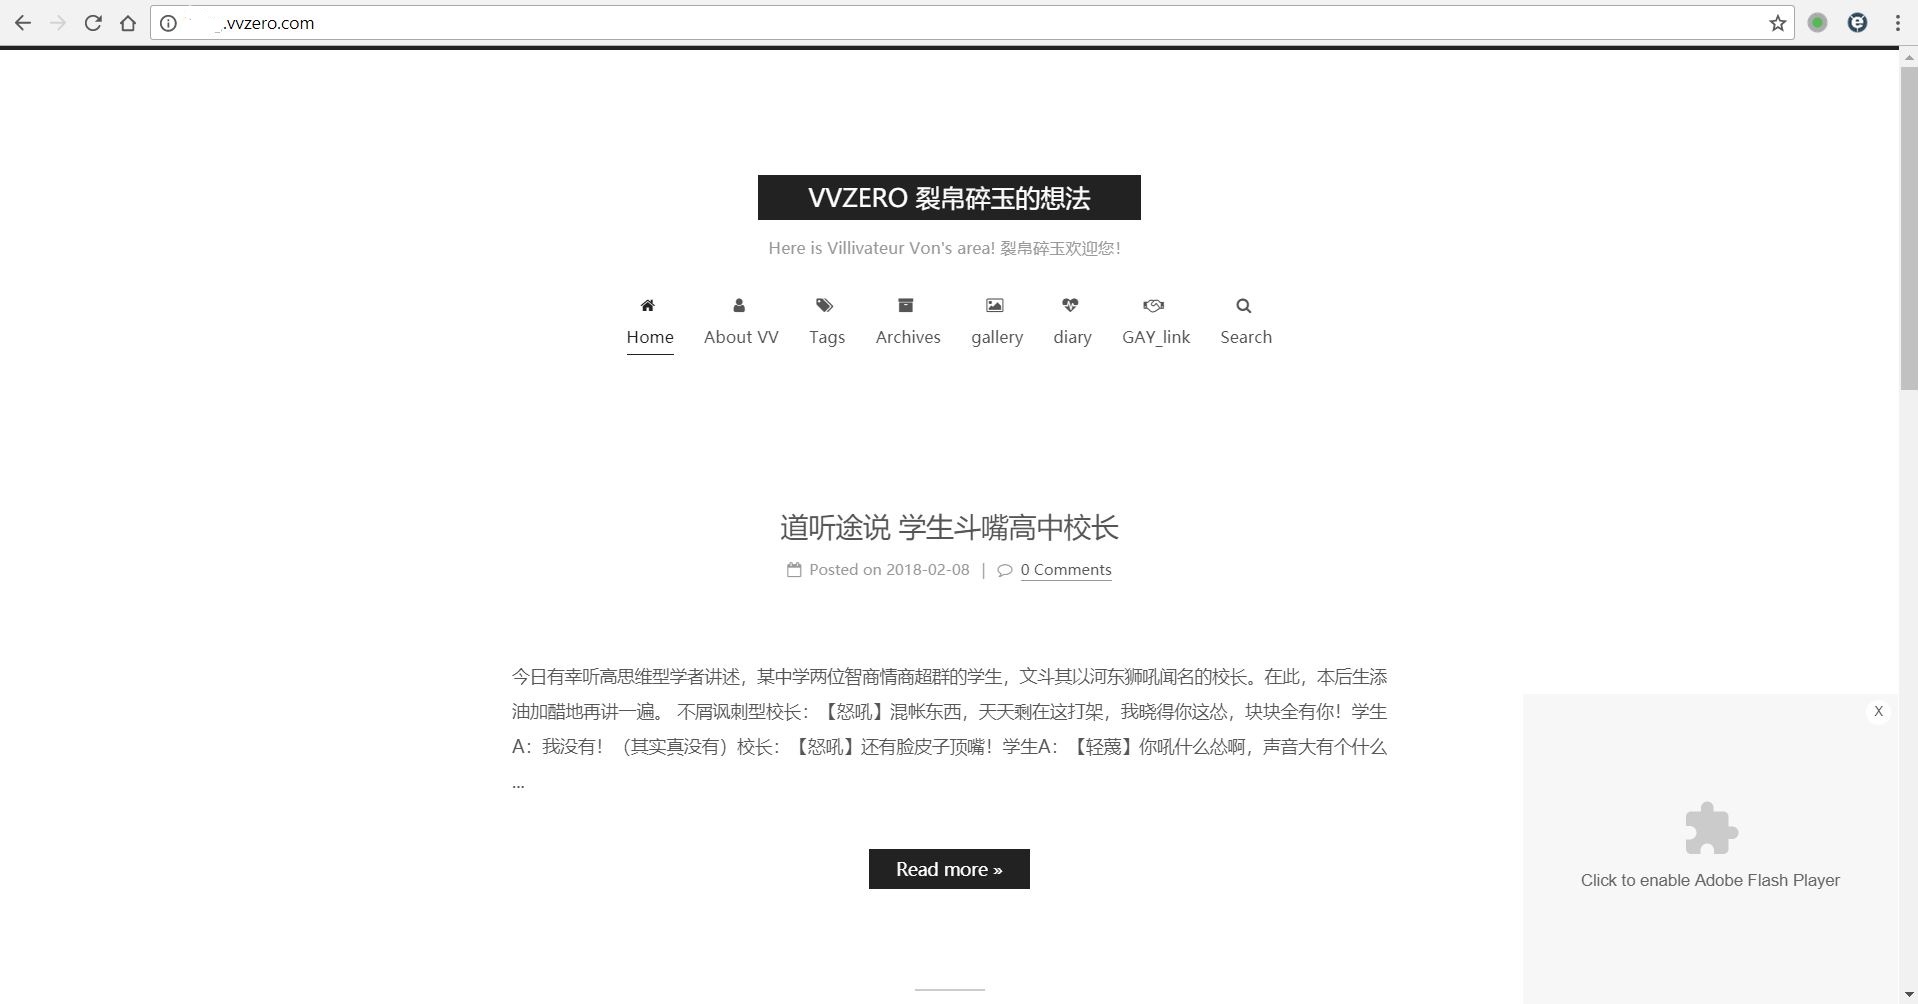 .vvzero.com
VVZERO 裂帛碎玉的想法
Here is Villivateur Von's area! 裂帛碎玉欢迎您！
Home About VV Tags Archives gallery diary GAY_link Search
道听途说 学生斗嘴高中校长
Posted on 2018-02-08 | 0 Comments
今日有幸听高思维型学者讲述，某中学两位智商情商超群的学生，文斗其以河东狮吼闻名的校长。在此，本后生添
油加醋地再讲一遍。 不屑讽刺型校长：【怒吼】混帐东西，天天剩在这打架，我晓得你这怂，块块全有你！学生
A：我没有！（其实真没有）校长：【怒吼】还有脸皮子顶嘴！学生A：【轻蔑】你吼什么怂啊，声音大有个什么
...
X
Click to enable Adobe Flash Player
Read more »